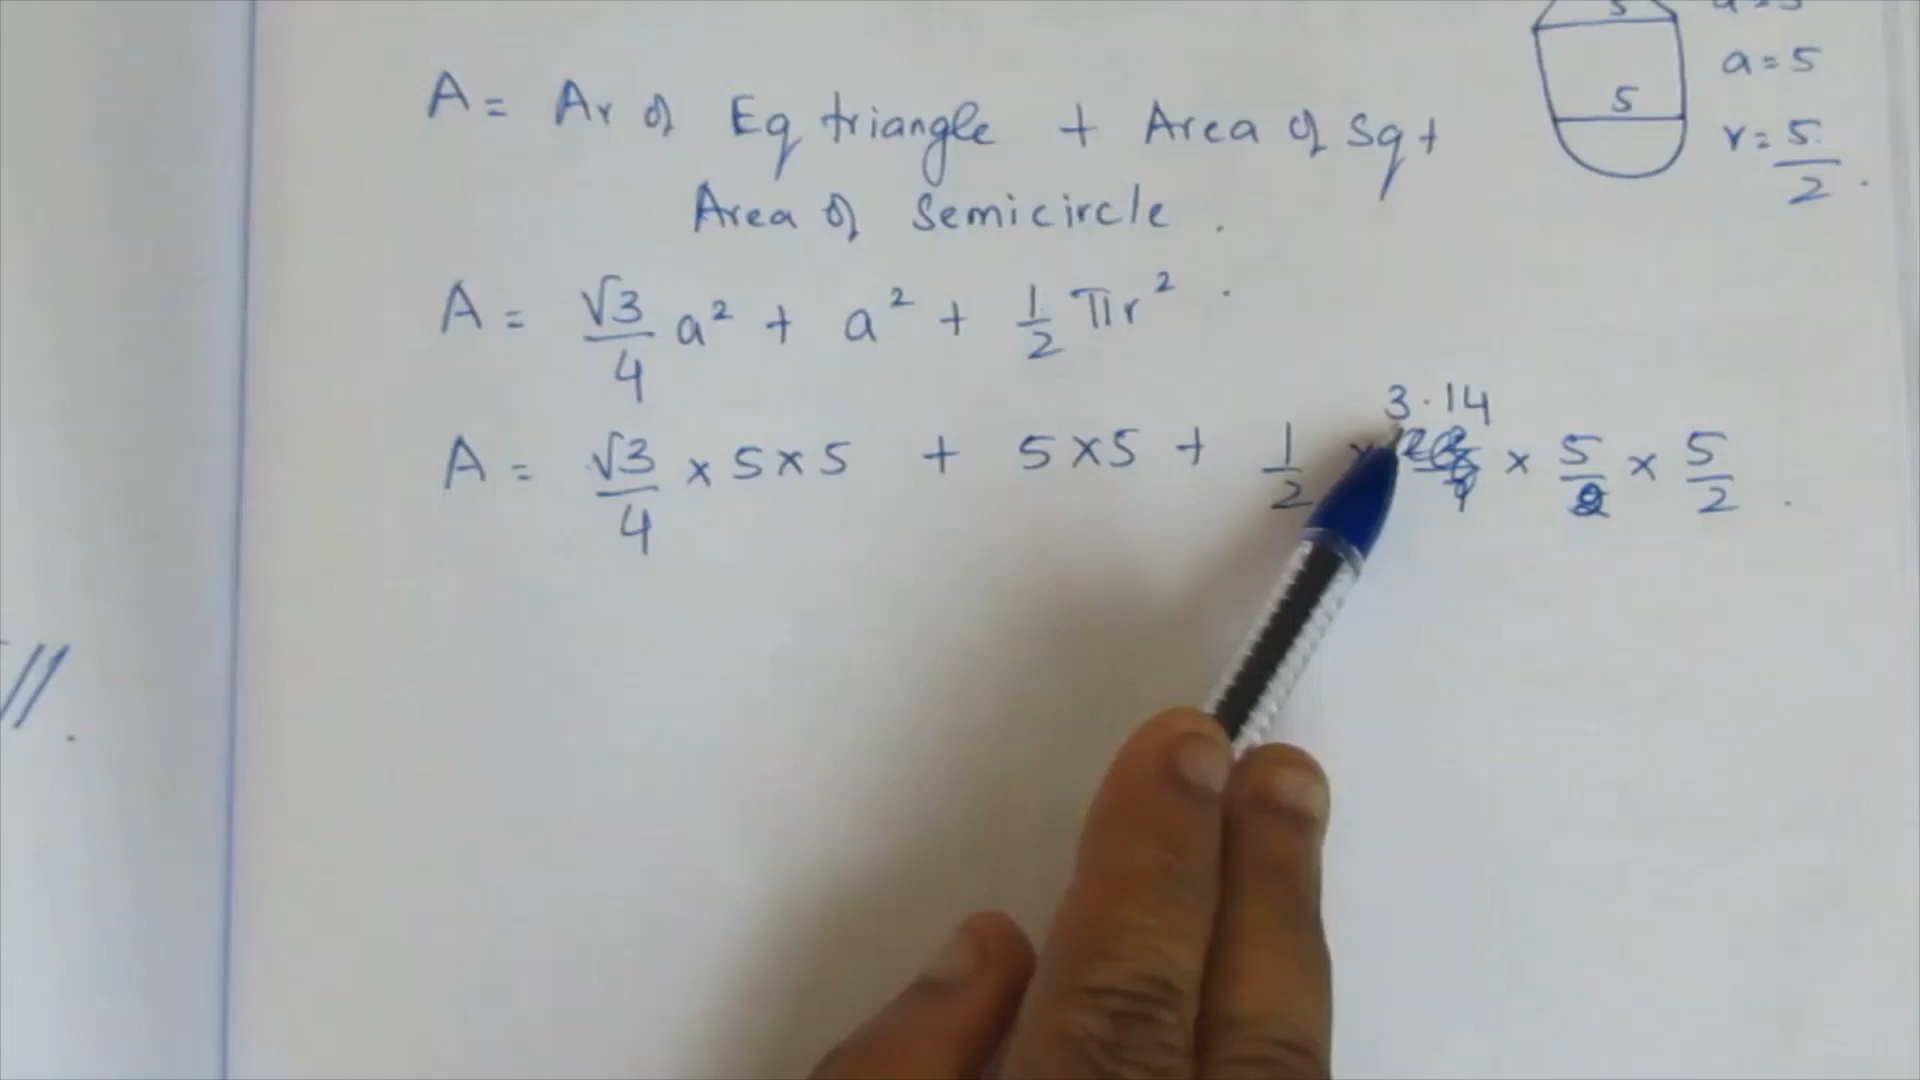 A = Ar of Eq triangle + Area of Sq +
Area of Semicircle .
A = √3/4 a² + a² + 1/2 πr² .
A = √3/4 × 5 × 5 + 5 × 5 + 1/2 × 3.14 × 5/2 × 5/2 .
5
5
a = 5
r = 5/2 .